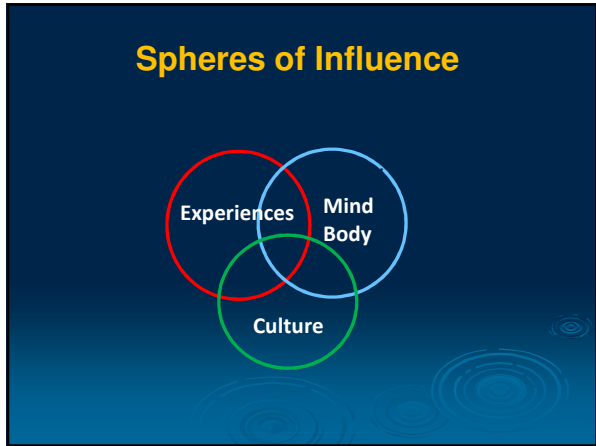 Spheres of Influence
Experiences
Mind
Body
Culture